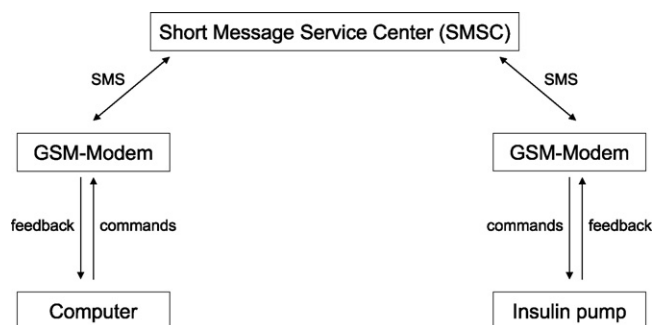 Short Message Service Center (SMSC)
SMS
SMS
GSM-Modem
GSM-Modem
feedback
commands
commands
feedback
Computer
Insulin pump